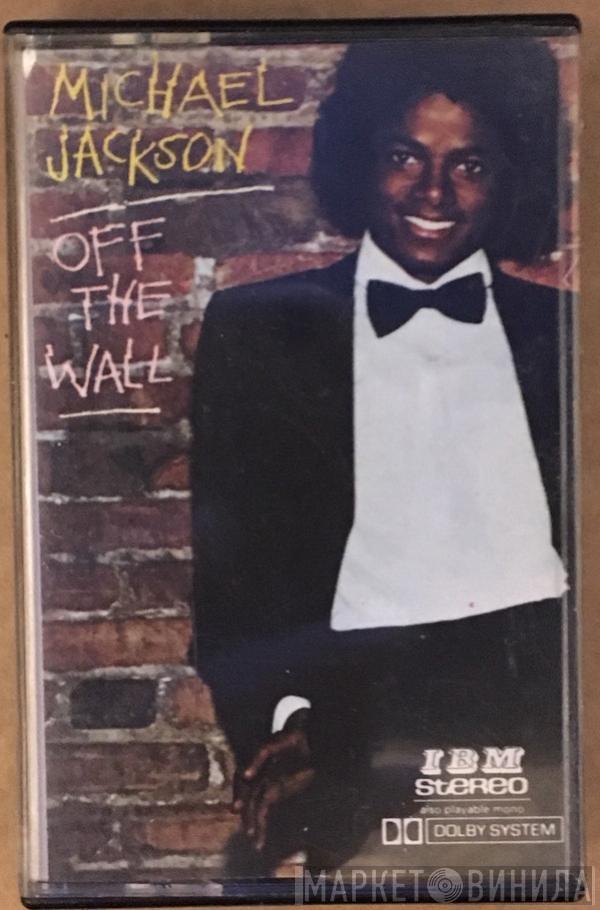 MICHAEL
JACKSON
OFF
THE
WALL
IBM
STEREO
also playable mono
DOLBY SYSTEM
МАРКЕТ ВИНИЛА